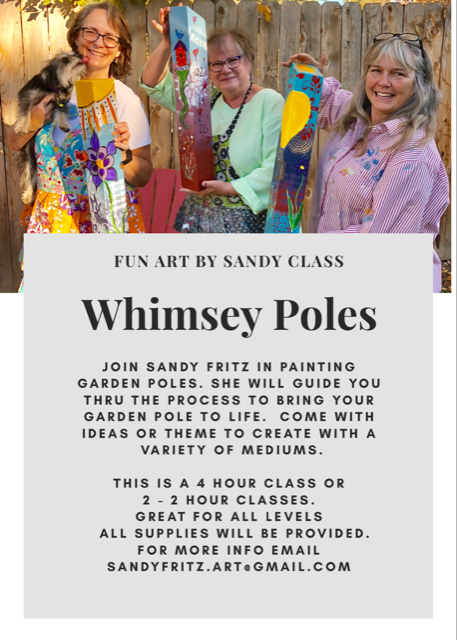 FUN ART BY SANDY CLASS
Whimsey Poles
JOIN SANDY FRITZ IN PAINTING
GARDEN POLES. SHE WILL GUIDE YOU
THRU THE PROCESS TO BRING YOUR
GARDEN POLE TO LIFE. COME WITH
IDEAS OR THEME TO CREATE WITH A
VARIETY OF MEDIUMS.
THIS IS A 4 HOUR CLASS OR
2 - 2 HOUR CLASSES.
GREAT FOR ALL LEVELS
ALL SUPPLIES WILL BE PROVIDED.
FOR MORE INFO EMAIL
SANDYFRITZ.ART@GMAIL.COM